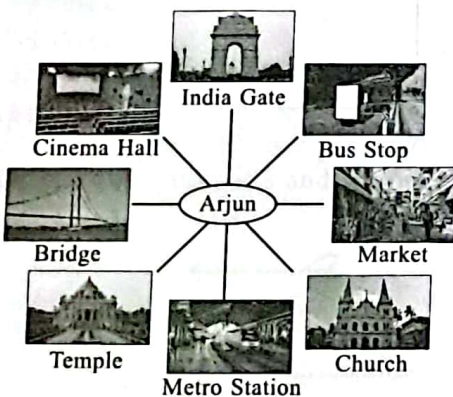 India Gate
Cinema Hall
Bus Stop
Arjun
Bridge
Market
Temple
Church
Metro Station